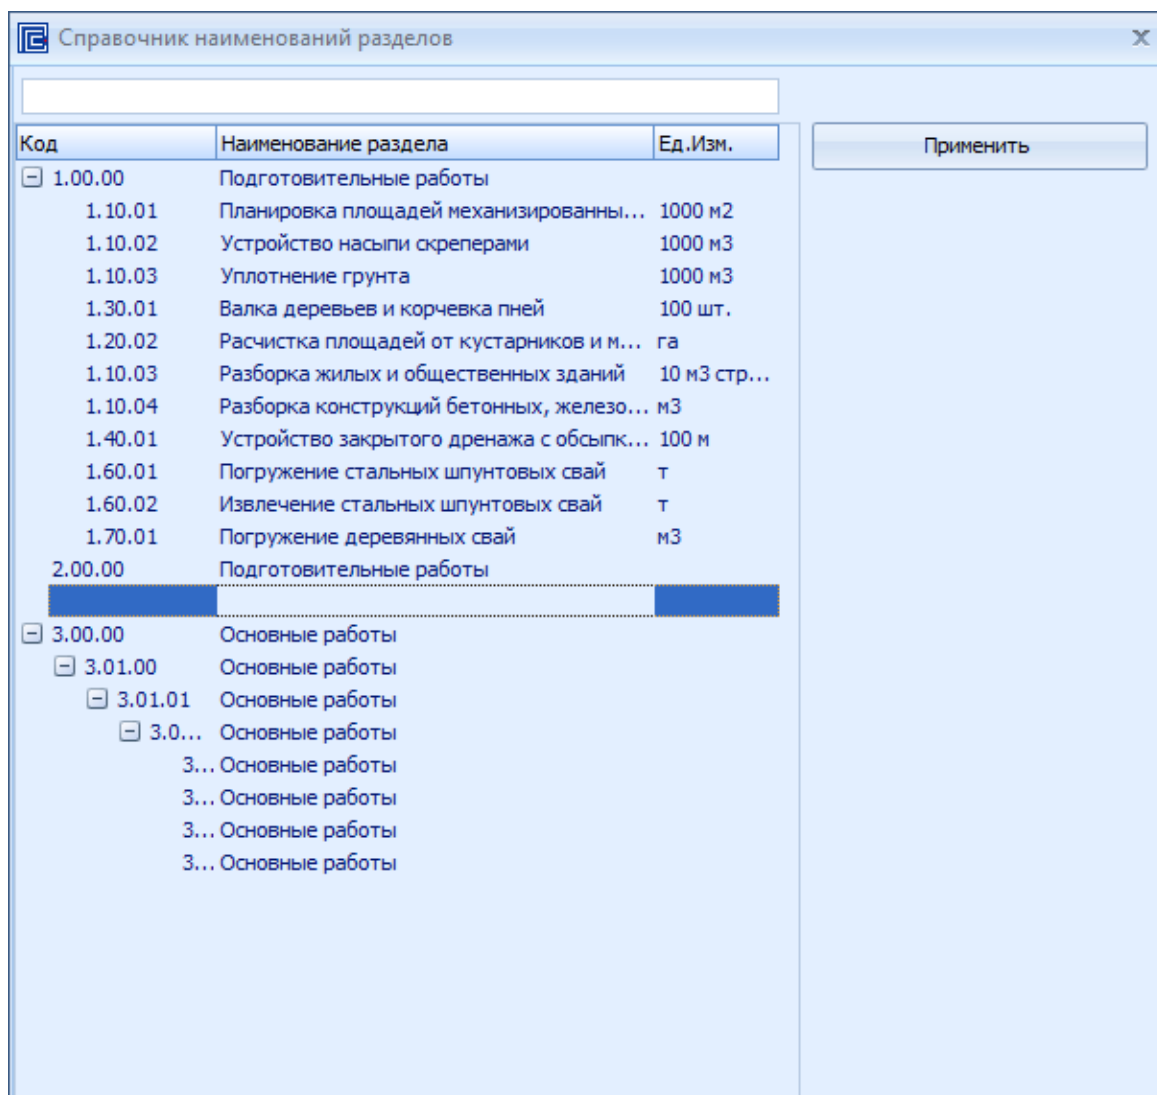 Справочник наименований разделов
Код Наименование раздела Ед.Изм.
Применить
1.00.00 Подготовительные работы
1.10.01 Планировка площадей механизированны... 1000 м2
1.10.02 Устройство насыпи скреперами 1000 м3
1.10.03 Уплотнение грунта 1000 м3
1.30.01 Валка деревьев и корчевка пней 100 шт.
1.20.02 Расчистка площадей от кустарников и м... га
1.10.03 Разборка жилых и общественных зданий 10 м3 стр...
1.10.04 Разборка конструкций бетонных, железо... м3
1.40.01 Устройство закрытого дренажа с обсыпк... 100 м
1.60.01 Погружение стальных шпунтовых свай т
1.60.02 Извлечение стальных шпунтовых свай т
1.70.01 Погружение деревянных свай м3
2.00.00 Подготовительные работы
3.00.00 Основные работы
3.01.00 Основные работы
3.01.01 Основные работы
3.0... Основные работы
3... Основные работы
3... Основные работы
3... Основные работы
3... Основные работы